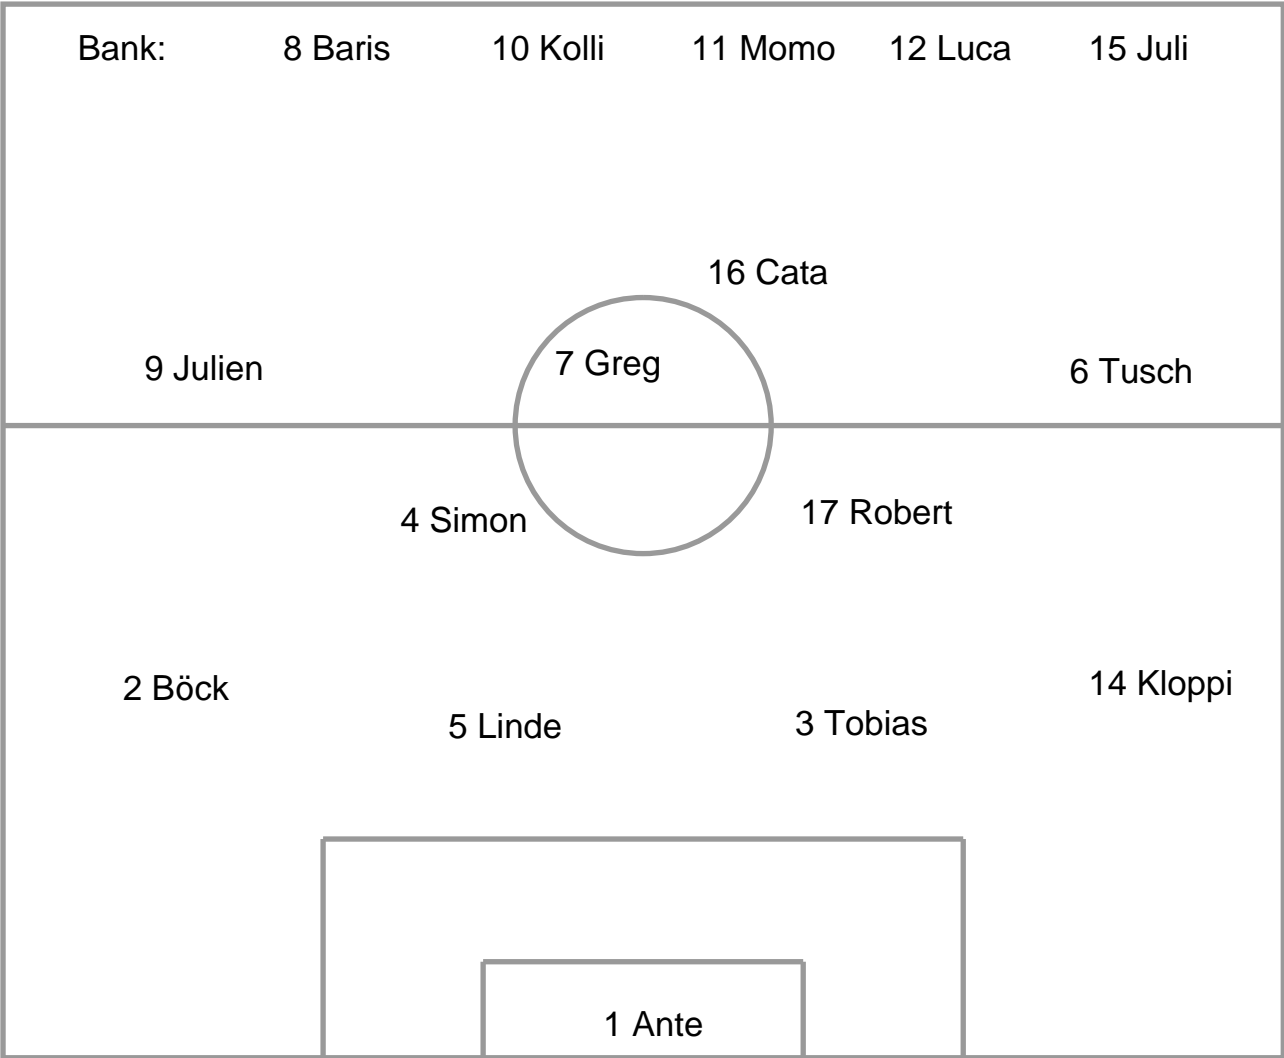 Bank: 8 Baris 10 Kolli 11 Momo 12 Luca 15 Juli
16 Cata
9 Julien 7 Greg 6 Tusch
4 Simon 17 Robert
2 Böck 14 Kloppi
5 Linde 3 Tobias
1 Ante